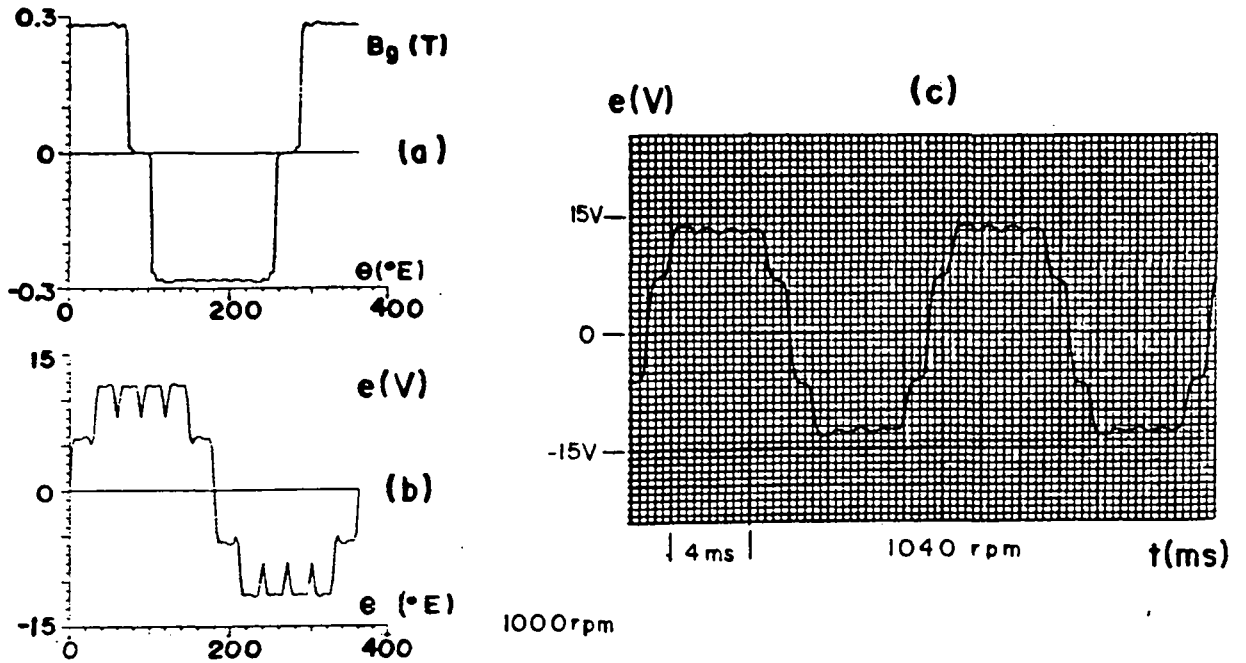 0.3
Bg (T)
(a)
0
θ(°E)
-0.3
0
200
400
15
e(V)
(b)
0
e (°E)
-15
0
200
400
1000rpm
(c)
e(V)
15V
0
-15V
4ms
1040 rpm
t(ms)